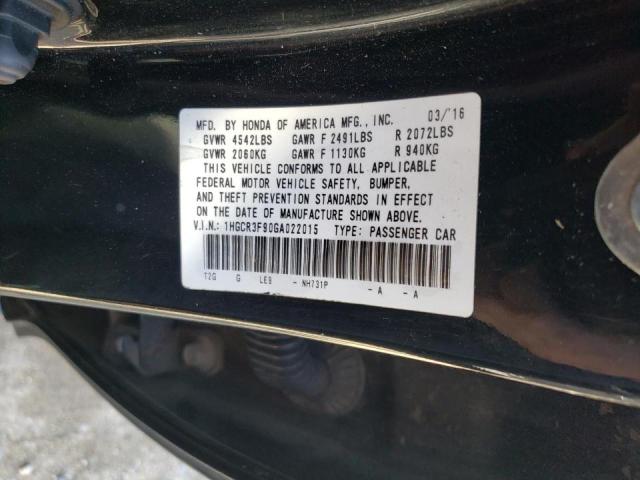 MFD. BY HONDA OF AMERICA MFG., INC. 03/'16
GVWR 4542LBS GAWR F 2491LBS R 2072LBS
GVWR 2060KG GAWR F 1130KG R 940KG
THIS VEHICLE CONFORMS TO ALL APPLICABLE
FEDERAL MOTOR VEHICLE SAFETY, BUMPER,
AND THEFT PREVENTION STANDARDS IN EFFECT
ON THE DATE OF MANUFACTURE SHOWN ABOVE.
V.I.N.: 1HGCR3F90GA022015 TYPE: PASSENGER CAR
T2G G LE9 - NH731P - A - A